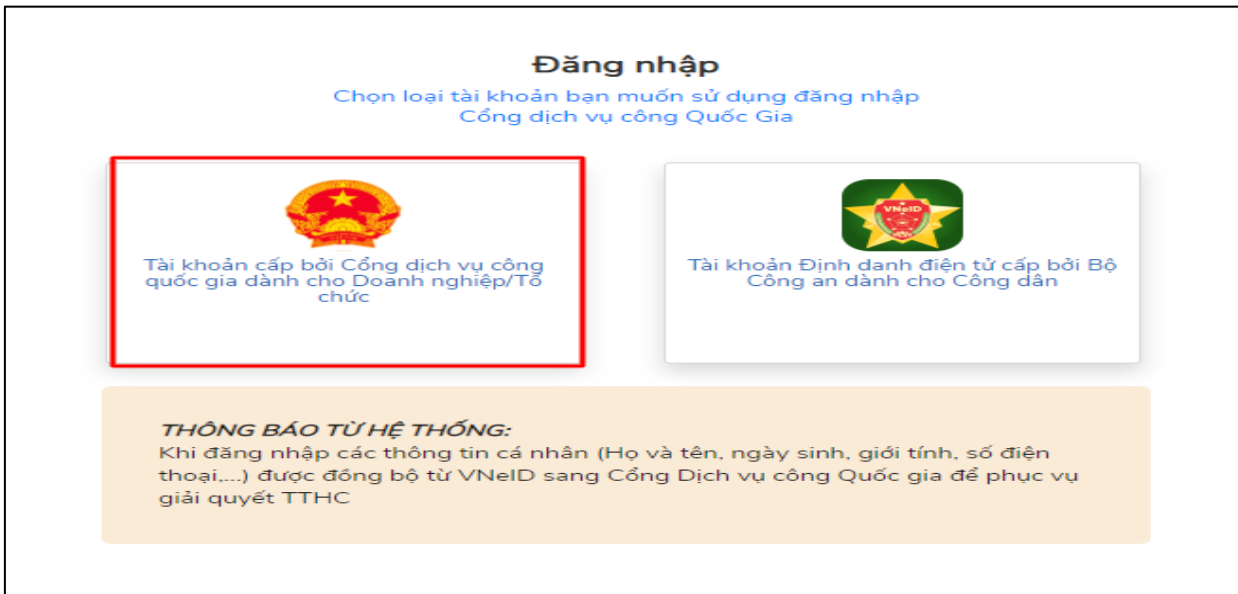 Đăng nhập
Chọn loại tài khoản bạn muốn sử dụng đăng nhập
Cổng dịch vụ công Quốc Gia
VNeID
Tài khoản cấp bởi Cổng dịch vụ công
quốc gia dành cho Doanh nghiệp/Tổ
chức
Tài khoản Định danh điện tử cấp bởi Bộ
Công an dành cho Công dân
THÔNG BÁO TỪ HỆ THỐNG:
Khi đăng nhập các thông tin cá nhân (Họ và tên, ngày sinh, giới tính, số điện
thoại,...) được đồng bộ từ VNeID sang Cổng Dịch vụ công Quốc gia để phục vụ
giải quyết TTHC